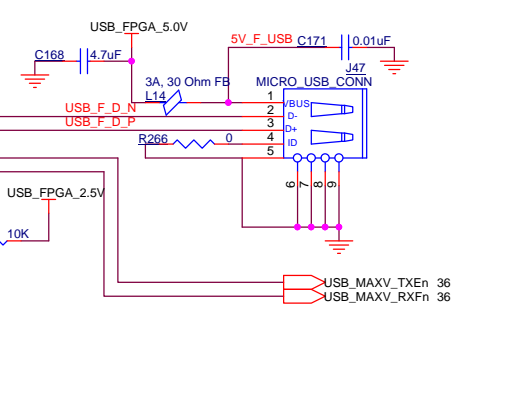 USB_FPGA_5.0V
5V_F_USB C171 0.01uF
C168 4.7uF
J47
3A, 30 Ohm FB MICRO_USB_CONN
L14
1 VBUS
USB_F_D_N 2 D-
USB_F_D_P 3 D+
R266 0 4 ID
5
6 7 8 9
USB_FPGA_2.5V
10K
USB_MAXV_TXEn 36
USB_MAXV_RXFn 36